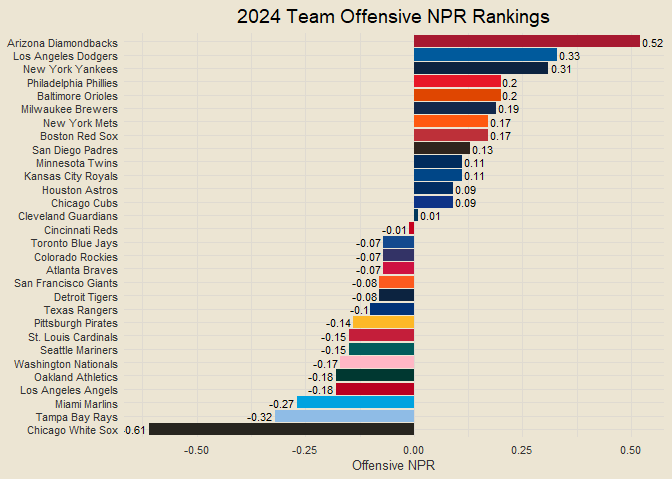 2024 Team Offensive NPR Rankings
Arizona Diamondbacks 0.52
Los Angeles Dodgers 0.33
New York Yankees 0.31
Philadelphia Phillies 0.2
Baltimore Orioles 0.2
Milwaukee Brewers 0.19
New York Mets 0.17
Boston Red Sox 0.17
San Diego Padres 0.13
Minnesota Twins 0.11
Kansas City Royals 0.11
Houston Astros 0.09
Chicago Cubs 0.09
Cleveland Guardians 0.01
Cincinnati Reds -0.01
Toronto Blue Jays -0.07
Colorado Rockies -0.07
Atlanta Braves -0.07
San Francisco Giants -0.08
Detroit Tigers -0.08
Texas Rangers -0.1
Pittsburgh Pirates -0.14
St. Louis Cardinals -0.15
Seattle Mariners -0.15
Washington Nationals -0.17
Oakland Athletics -0.18
Los Angeles Angels -0.18
Miami Marlins -0.27
Tampa Bay Rays -0.32
Chicago White Sox -0.61
-0.50 -0.25 0.00 0.25 0.50
Offensive NPR